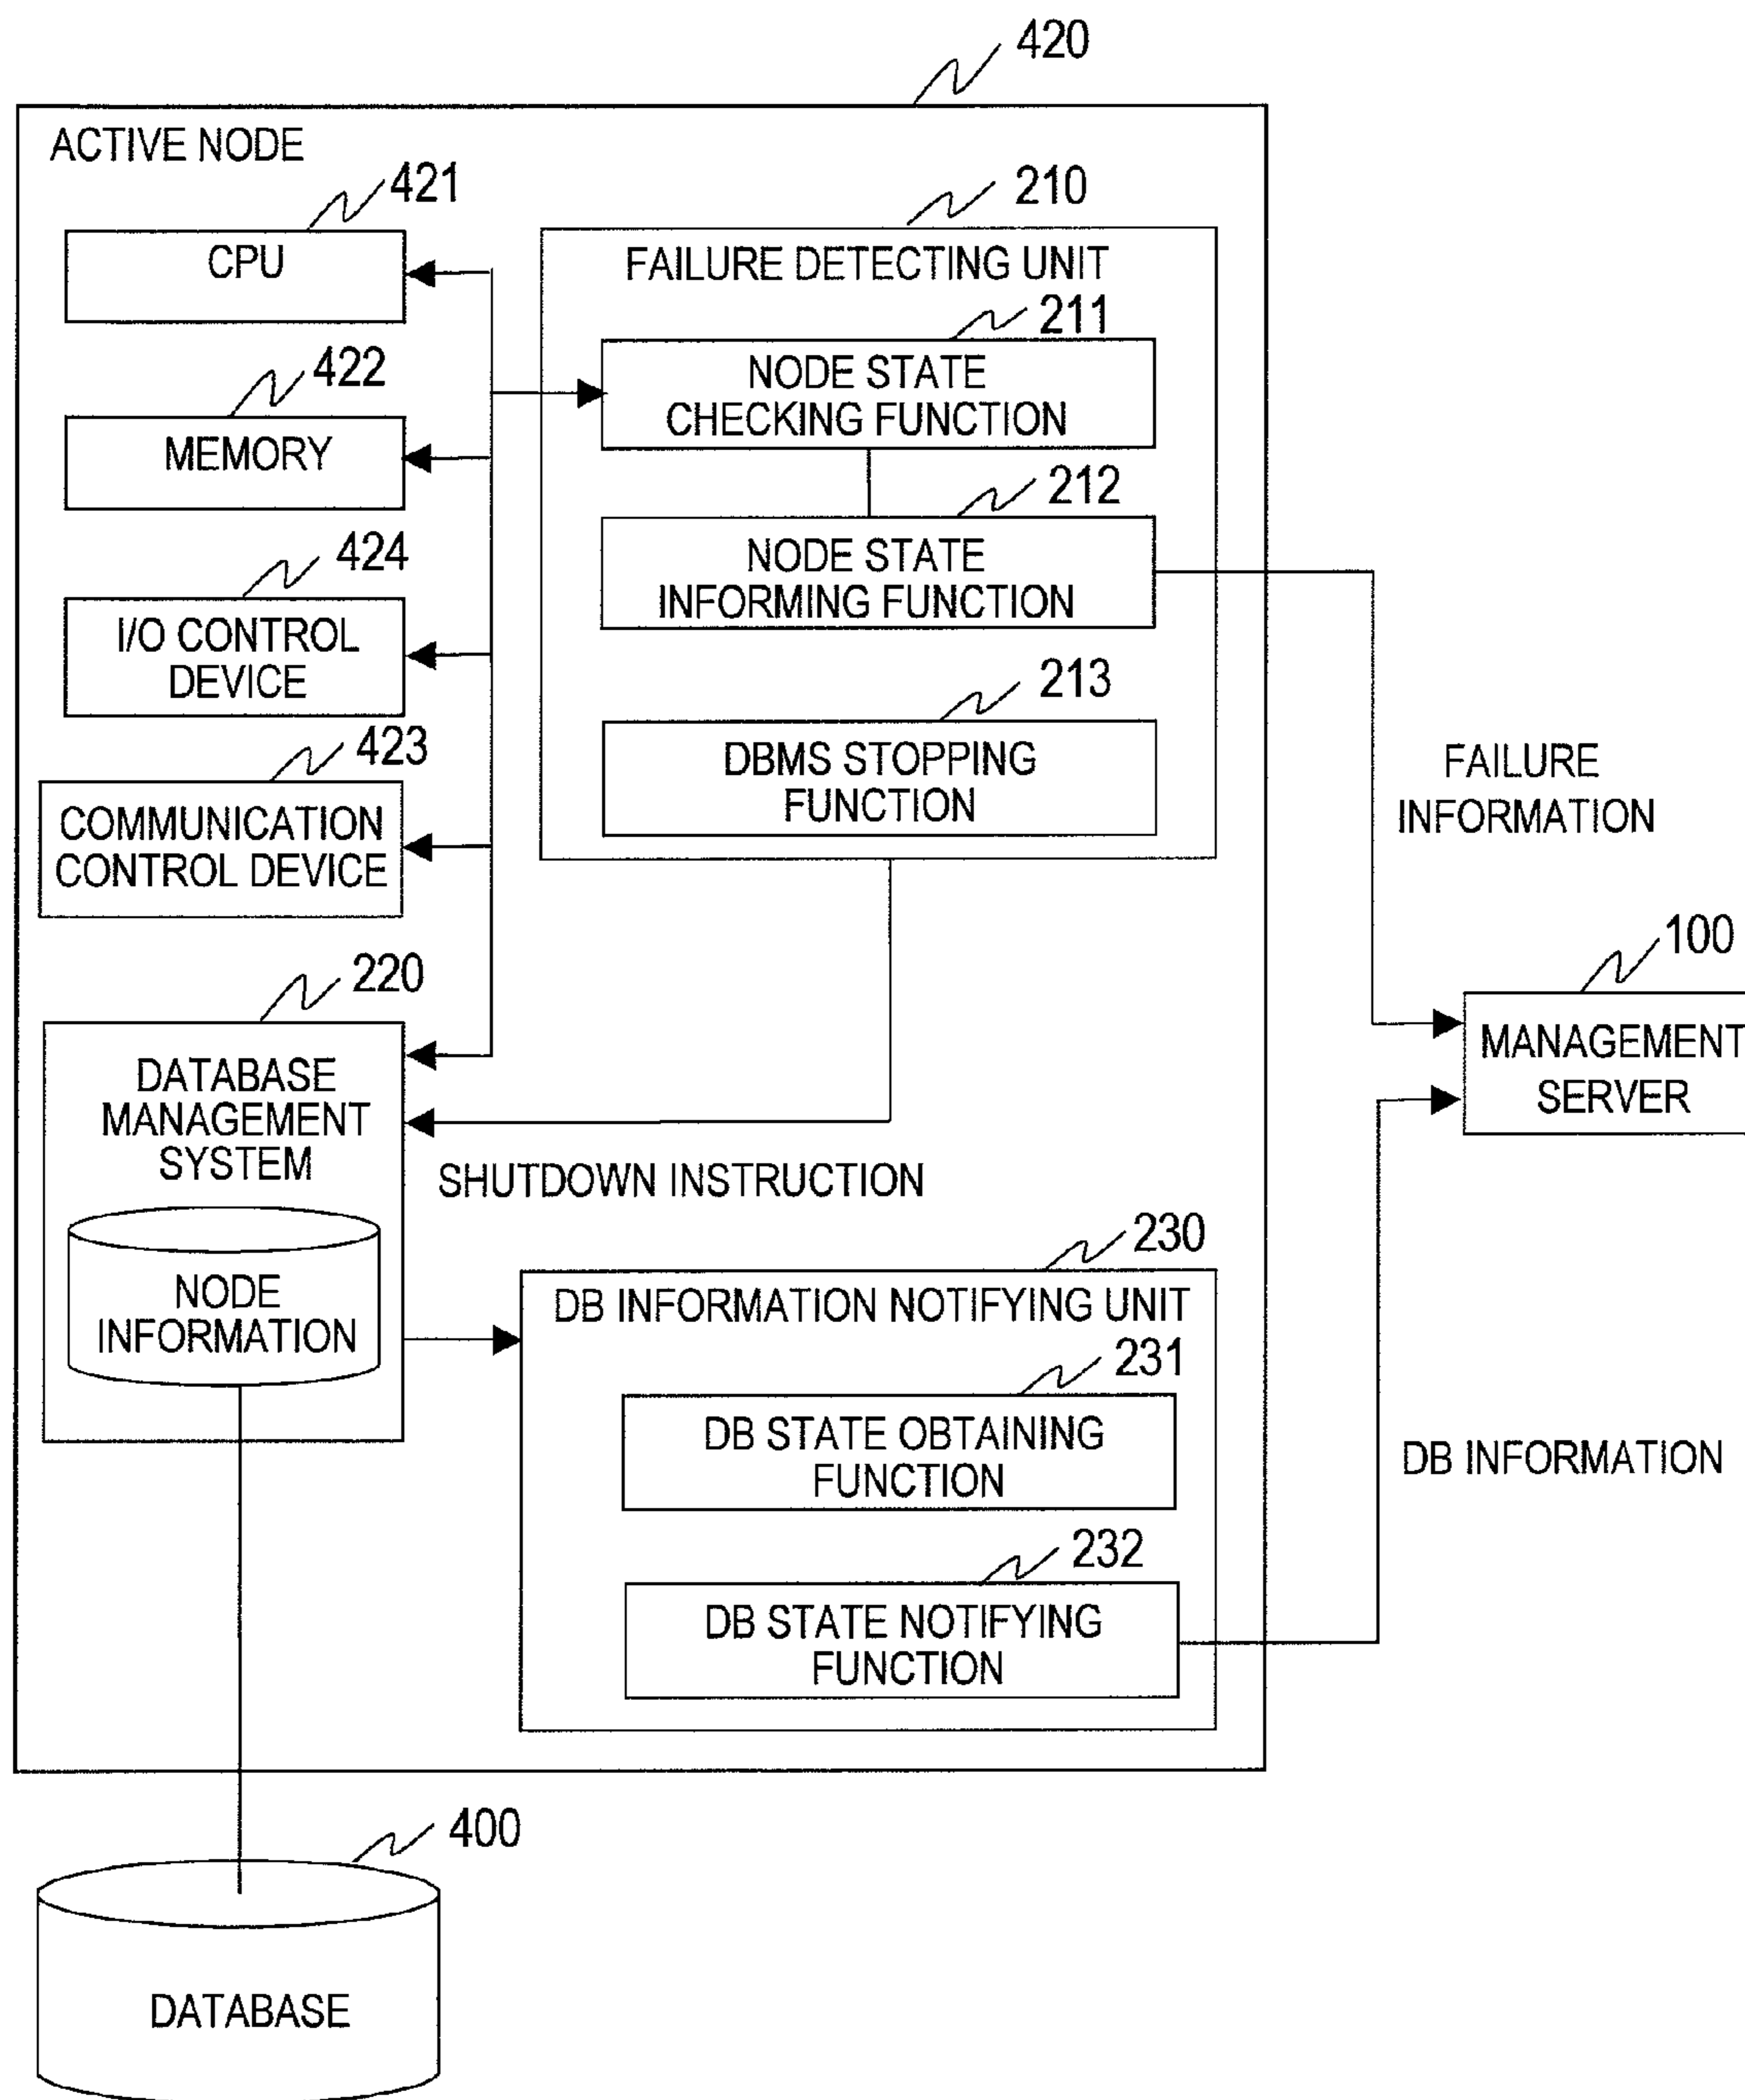 420
ACTIVE NODE
421
CPU
422
MEMORY
424
I/O CONTROL
DEVICE
423
COMMUNICATION
CONTROL DEVICE
220
DATABASE
MANAGEMENT
SYSTEM
NODE
INFORMATION
210
FAILURE DETECTING UNIT
211
NODE STATE
CHECKING FUNCTION
212
NODE STATE
INFORMING FUNCTION
213
DBMS STOPPING
FUNCTION
SHUTDOWN INSTRUCTION
230
DB INFORMATION NOTIFYING UNIT
231
DB STATE OBTAINING
FUNCTION
232
DB STATE NOTIFYING
FUNCTION
FAILURE
INFORMATION
100
MANAGEMENT
SERVER
DB INFORMATION
400
DATABASE